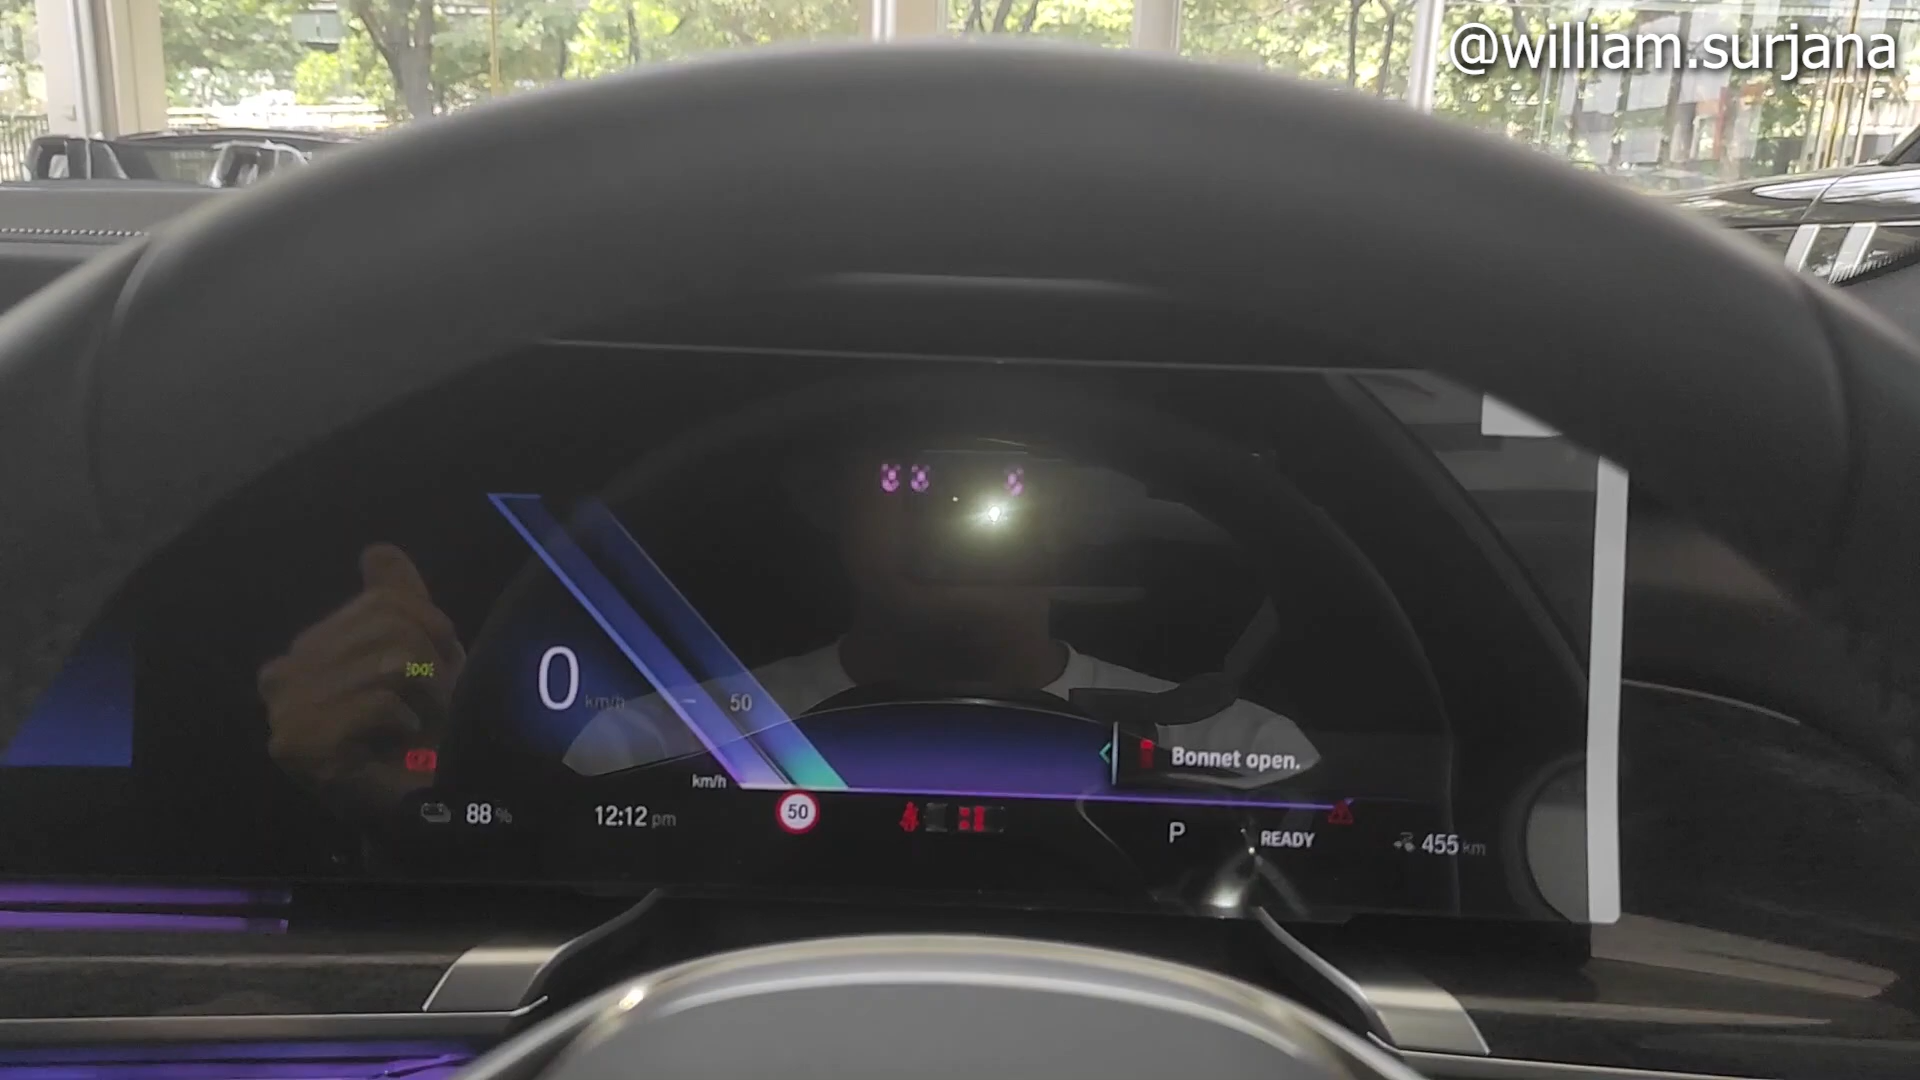 @william.surjana
0 km/h
50
km/h
Bonnet open.
88 %
12:12 pm
50
P
READY
455 km